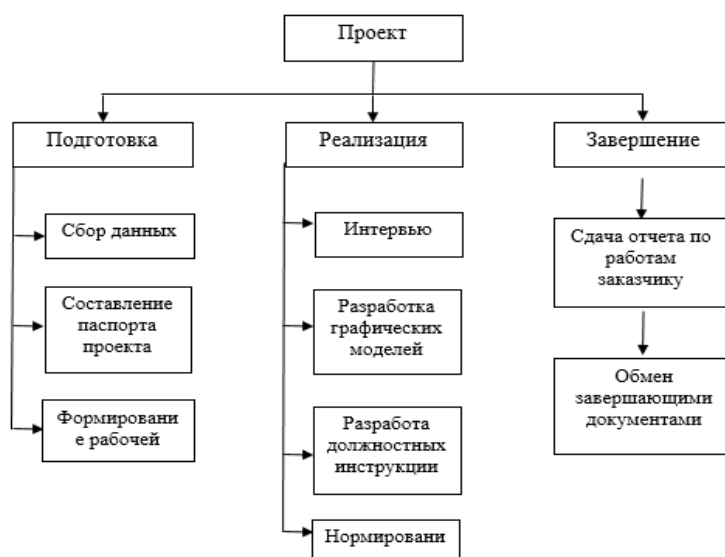 Проект
Подготовка
Реализация
Завершение
Сбор данных
Составление
паспорта
проекта
Формировани
е рабочей
Интервью
Разработка
графических
моделей
Разработа
должностных
инструкции
Нормировани
Сдача отчета по
работам
заказчику
Обмен
завершающими
документами